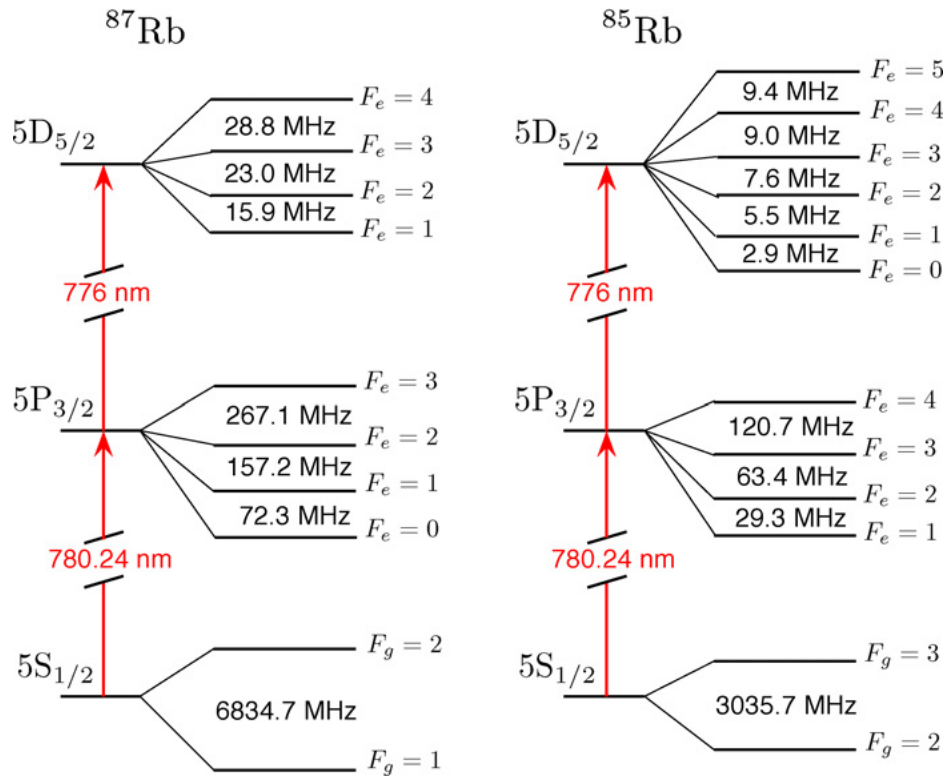 ⁸⁷Rb
5D₅/₂
Fₑ = 4
28.8 MHz
Fₑ = 3
23.0 MHz
Fₑ = 2
15.9 MHz
Fₑ = 1
776 nm
5P₃/₂
Fₑ = 3
267.1 MHz
Fₑ = 2
157.2 MHz
Fₑ = 1
72.3 MHz
Fₑ = 0
780.24 nm
5S₁/₂
F_g = 2
6834.7 MHz
F_g = 1
⁸⁵Rb
5D₅/₂
Fₑ = 5
9.4 MHz
Fₑ = 4
9.0 MHz
Fₑ = 3
7.6 MHz
Fₑ = 2
5.5 MHz
Fₑ = 1
2.9 MHz
Fₑ = 0
776 nm
5P₃/₂
Fₑ = 4
120.7 MHz
Fₑ = 3
63.4 MHz
Fₑ = 2
29.3 MHz
Fₑ = 1
780.24 nm
5S₁/₂
F_g = 3
3035.7 MHz
F_g = 2